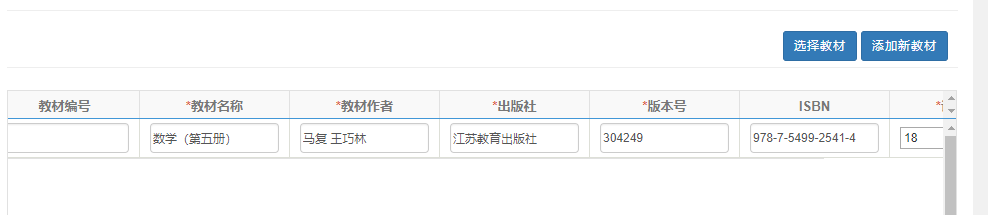 选择教材 添加新教材
教材编号 *教材名称 *教材作者 *出版社 *版本号 ISBN
数学（第五册） 马复 王巧林 江苏教育出版社 304249 978-7-5499-2541-4 18